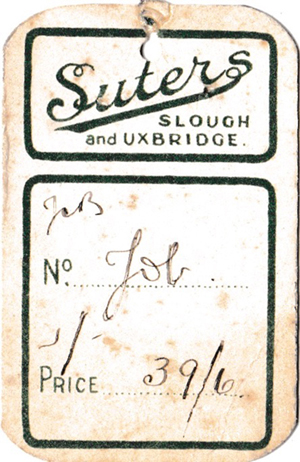 Suters
SLOUGH
and UXBRIDGE.
No. Job
PRICE 39/6